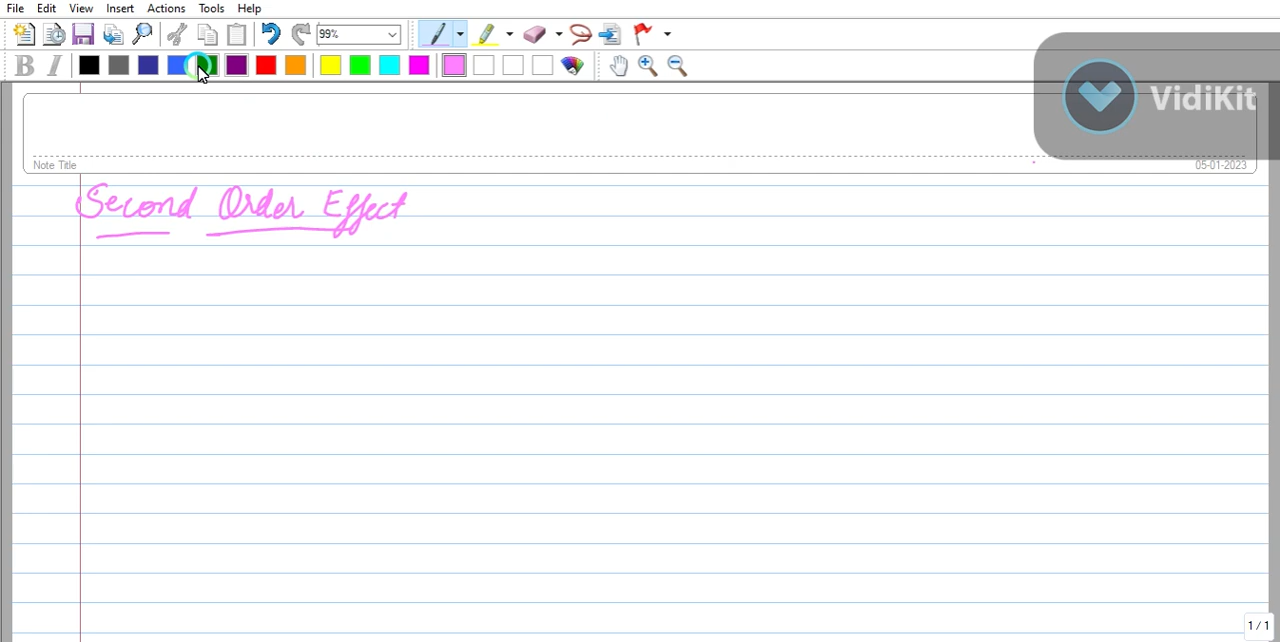 File Edit View Insert Actions Tools Help
99%
B I
VidiKit
Note Title
05-01-2023
Second Order Effect
1 / 1